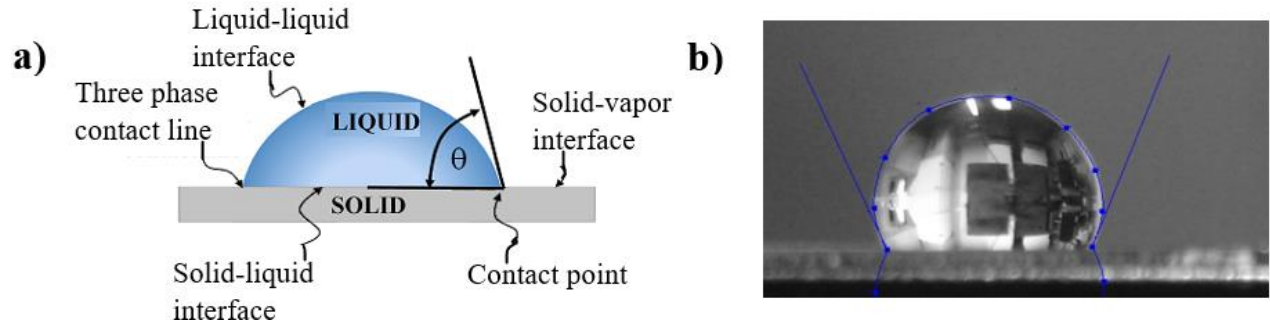 a)
Liquid-liquid
interface
Three phase
contact line
LIQUID
θ
Solid-vapor
interface
SOLID
Solid-liquid
interface
Contact point
b)